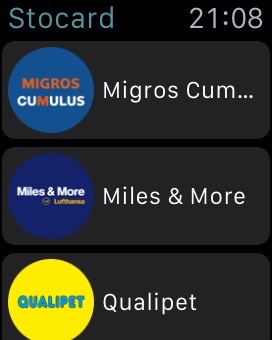 Stocard 21:08
MIGROS
CUMULUS
Migros Cum...
Miles & More
Lufthansa
Miles & More
QUALIPET
Qualipet